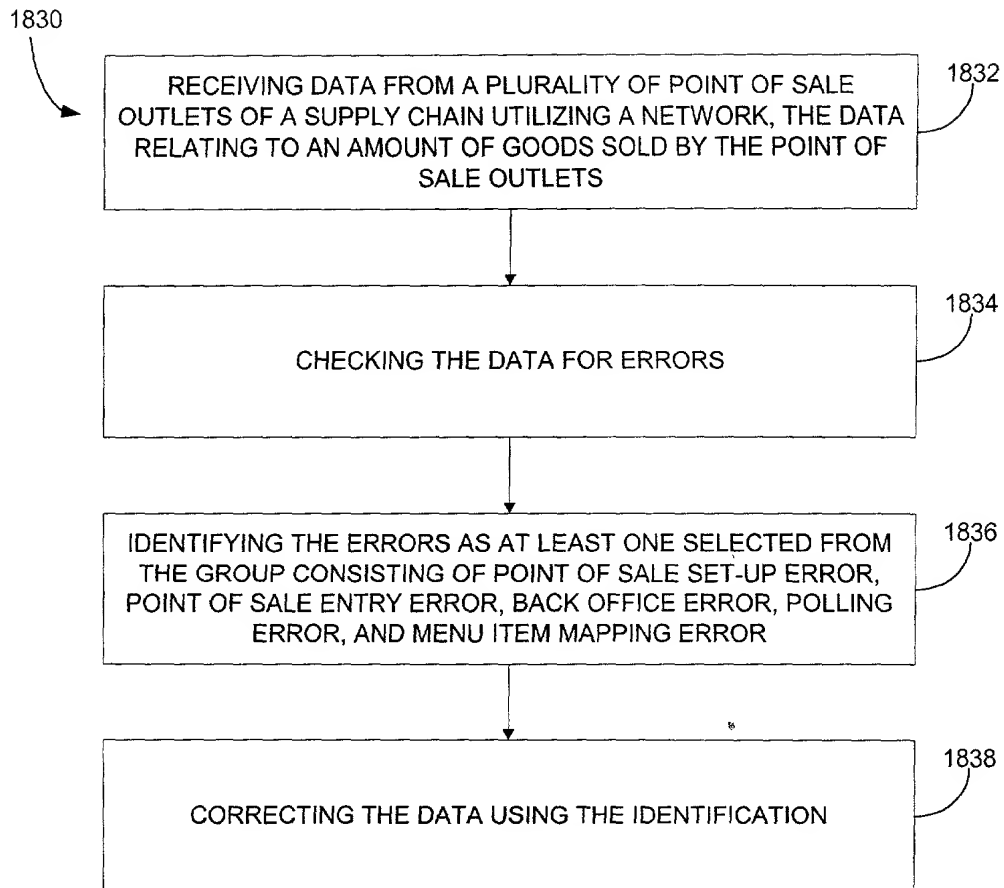 1830
RECEIVING DATA FROM A PLURALITY OF POINT OF SALE
OUTLETS OF A SUPPLY CHAIN UTILIZING A NETWORK, THE DATA
RELATING TO AN AMOUNT OF GOODS SOLD BY THE POINT OF
SALE OUTLETS
1832
CHECKING THE DATA FOR ERRORS
1834
IDENTIFYING THE ERRORS AS AT LEAST ONE SELECTED FROM
THE GROUP CONSISTING OF POINT OF SALE SET-UP ERROR,
POINT OF SALE ENTRY ERROR, BACK OFFICE ERROR, POLLING
ERROR, AND MENU ITEM MAPPING ERROR
1836
CORRECTING THE DATA USING THE IDENTIFICATION
1838